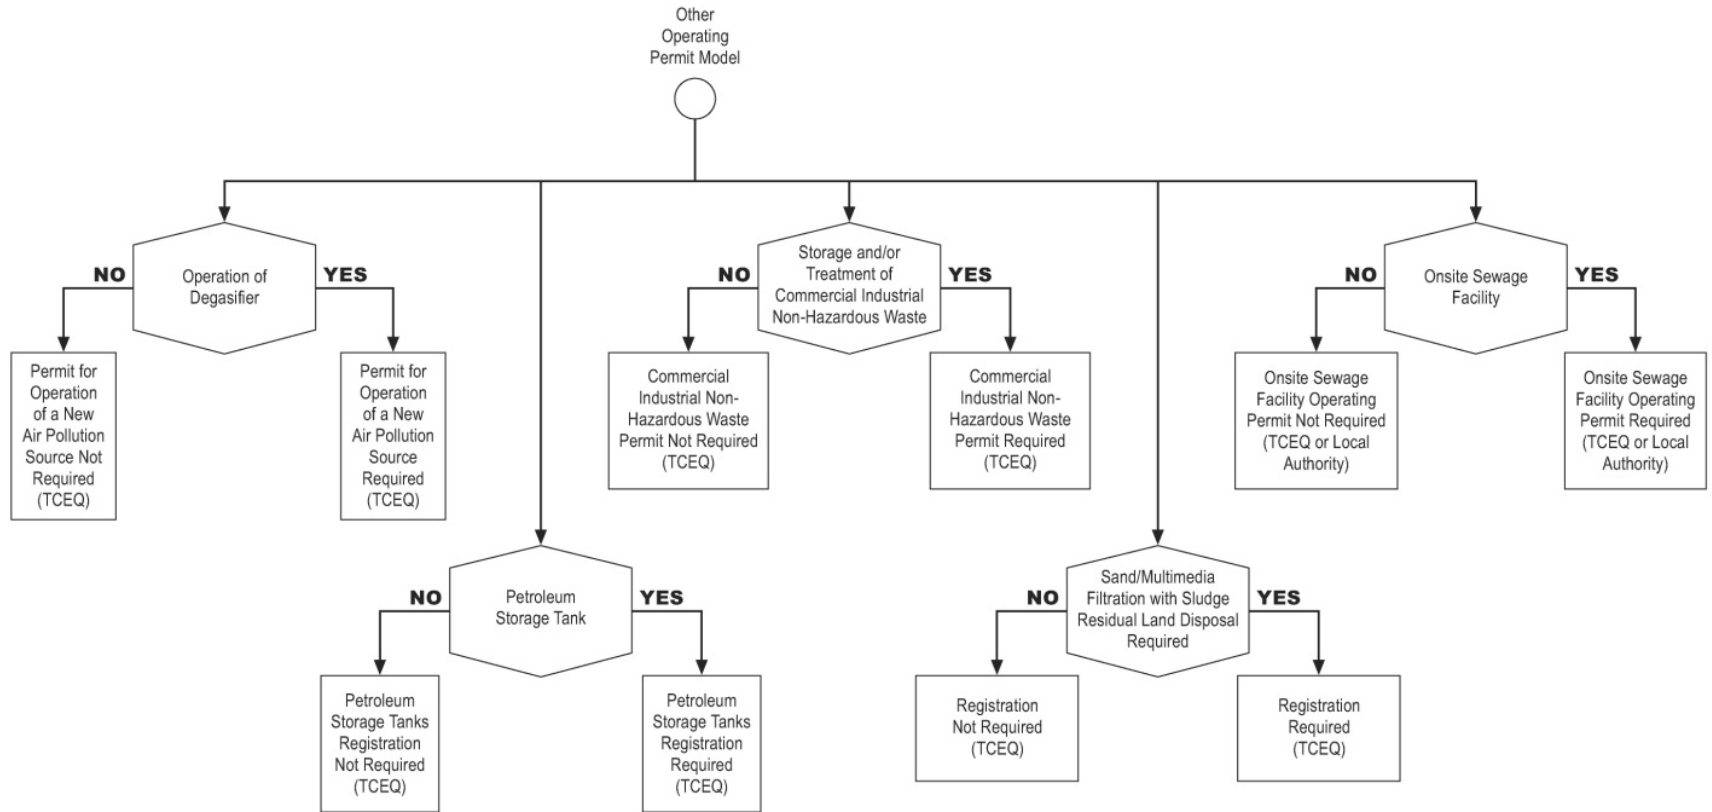 Other
Operating
Permit Model
NO
Operation of
Degasifier
YES
NO
Storage and/or
Treatment of
Commercial Industrial
Non-Hazardous Waste
YES
NO
Onsite Sewage
Facility
YES
Permit for
Operation
of a New
Air Pollution
Source Not
Required
(TCEQ)
Permit for
Operation
of a New
Air Pollution
Source
Required
(TCEQ)
Commercial
Industrial Non-
Hazardous Waste
Permit Not Required
(TCEQ)
Commercial
Industrial Non-
Hazardous Waste
Permit Required
(TCEQ)
Onsite Sewage
Facility Operating
Permit Not Required
(TCEQ or Local
Authority)
Onsite Sewage
Facility Operating
Permit Required
(TCEQ or Local
Authority)
NO
Petroleum
Storage Tank
YES
NO
Sand/Multimedia
Filtration with Sludge
Residual Land Disposal
Required
YES
Petroleum
Storage Tanks
Registration
Not Required
(TCEQ)
Petroleum
Storage Tanks
Registration
Required
(TCEQ)
Registration
Not Required
(TCEQ)
Registration
Required
(TCEQ)